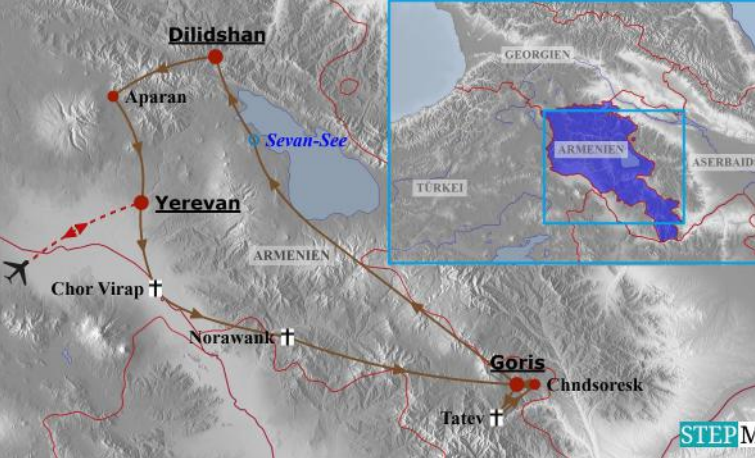 Dilidshan
GEORGIEN
Aparan
Sevan-See
ARMENIEN
ASERBAID
TÜRKEI
Yerevan
ARMENIEN
Chor Virap
Norawank
Goris
Chndsoresk
Tatev
STEP M